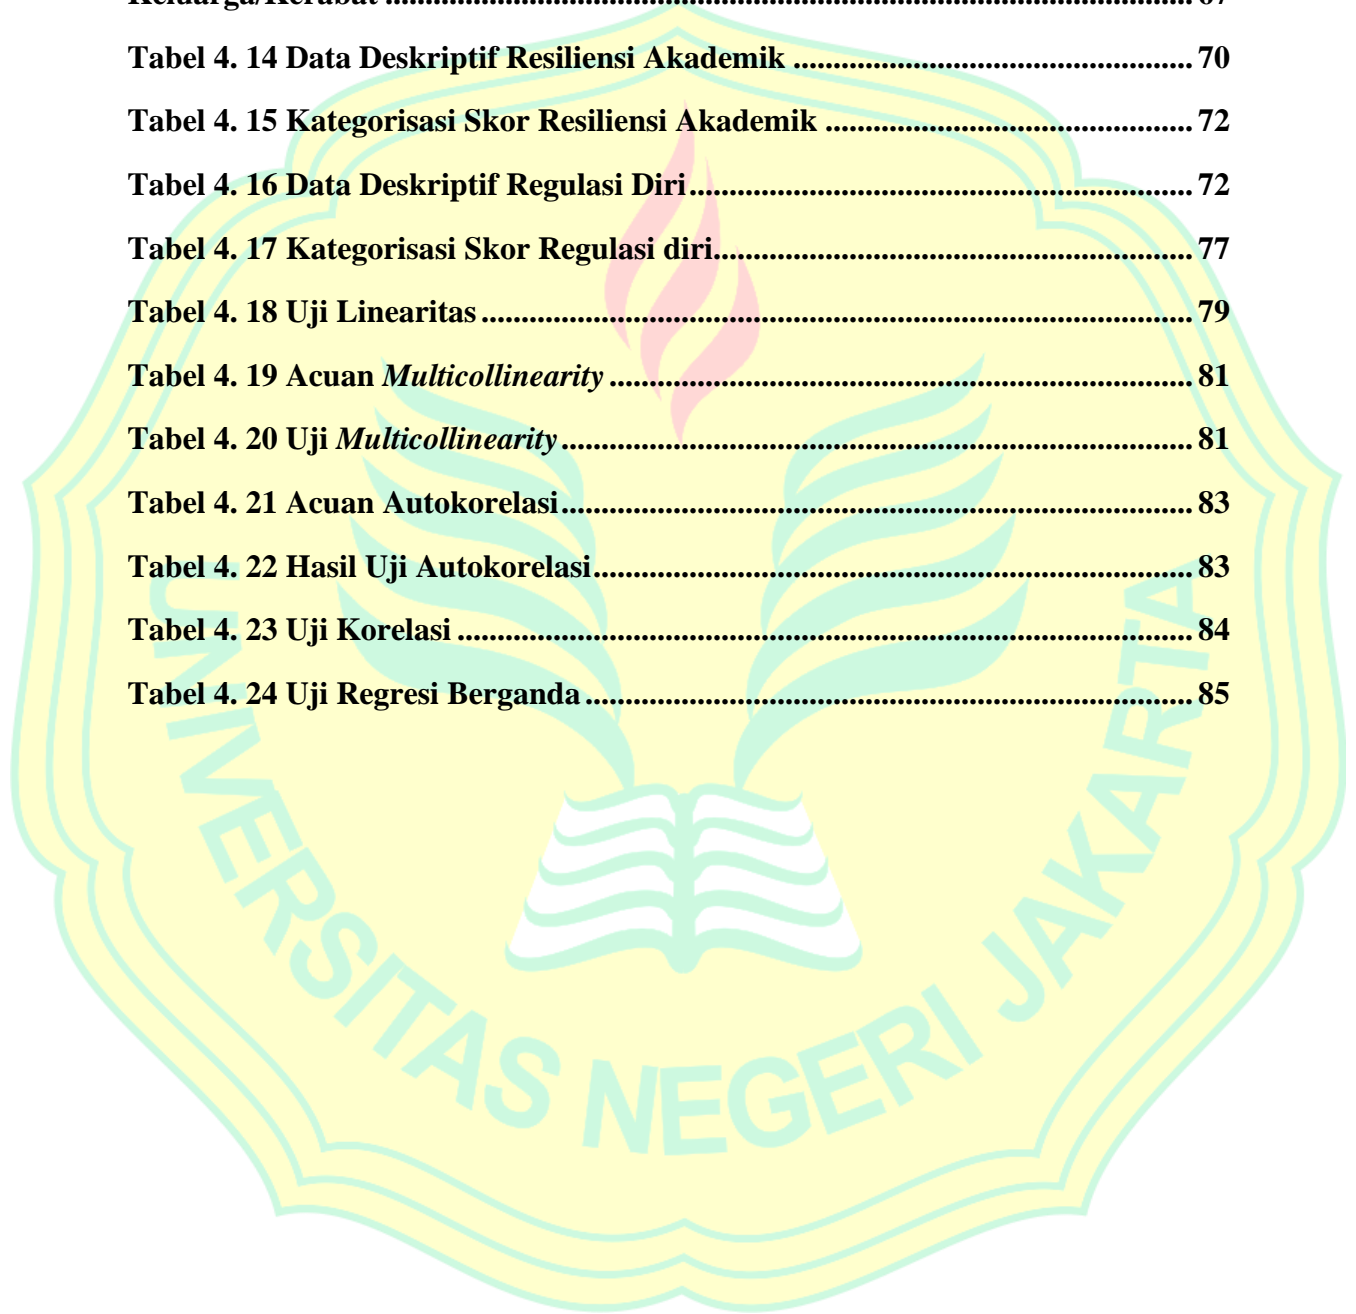 Keluarga/Kerabat .................................................................................................... 67
Tabel 4. 14 Data Deskriptif Resiliensi Akademik .................................................. 70
Tabel 4. 15 Kategorisasi Skor Resiliensi Akademik .............................................. 72
Tabel 4. 16 Data Deskriptif Regulasi Diri ............................................................... 72
Tabel 4. 17 Kategorisasi Skor Regulasi diri............................................................ 77
Tabel 4. 18 Uji Linearitas ......................................................................................... 79
Tabel 4. 19 Acuan Multicollinearity ......................................................................... 81
Tabel 4. 20 Uji Multicollinearity ............................................................................... 81
Tabel 4. 21 Acuan Autokorelasi............................................................................... 83
Tabel 4. 22 Hasil Uji Autokorelasi........................................................................... 83
Tabel 4. 23 Uji Korelasi ............................................................................................ 84
Tabel 4. 24 Uji Regresi Berganda ............................................................................ 85
UNIVERSITAS NEGERI JAKARTA